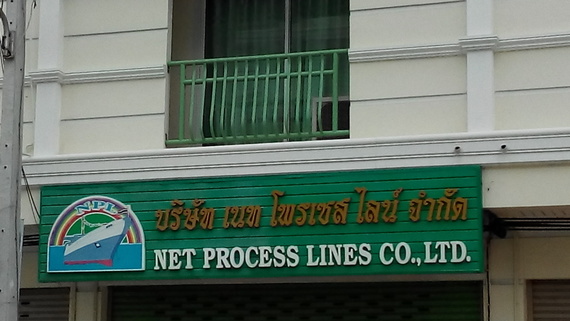 NPL
บริษัท เนท โพรเซส ไลน์ จำกัด
NET PROCESS LINES CO.,LTD.